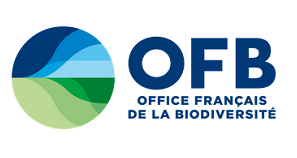 OFB
OFFICE FRANÇAIS
DE LA BIODIVERSITÉ